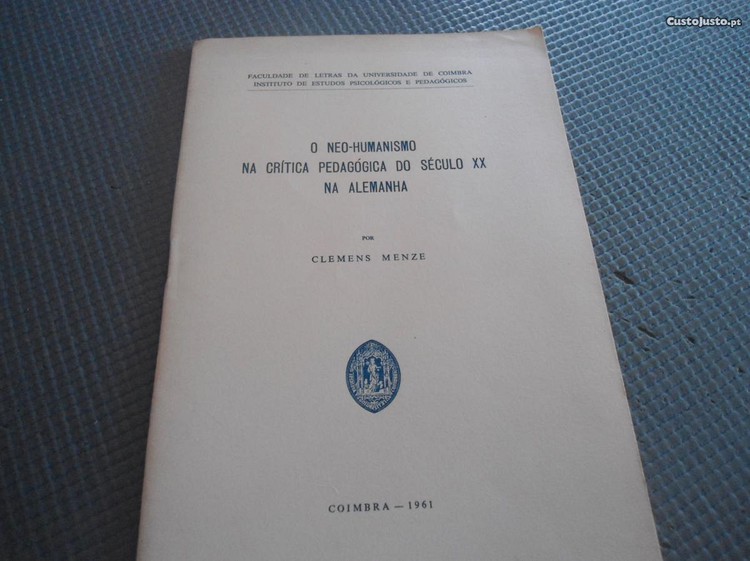 CustoJusto.pt
FACULDADE DE LETRAS DA UNIVERSIDADE DE COIMBRA
INSTITUTO DE ESTUDOS PSICOLÓGICOS E PEDAGÓGICOS
O NEO-HUMANISMO
NA CRÍTICA PEDAGÓGICA DO SÉCULO XX
NA ALEMANHA
POR
CLEMENS MENZE
COIMBRA — 1961